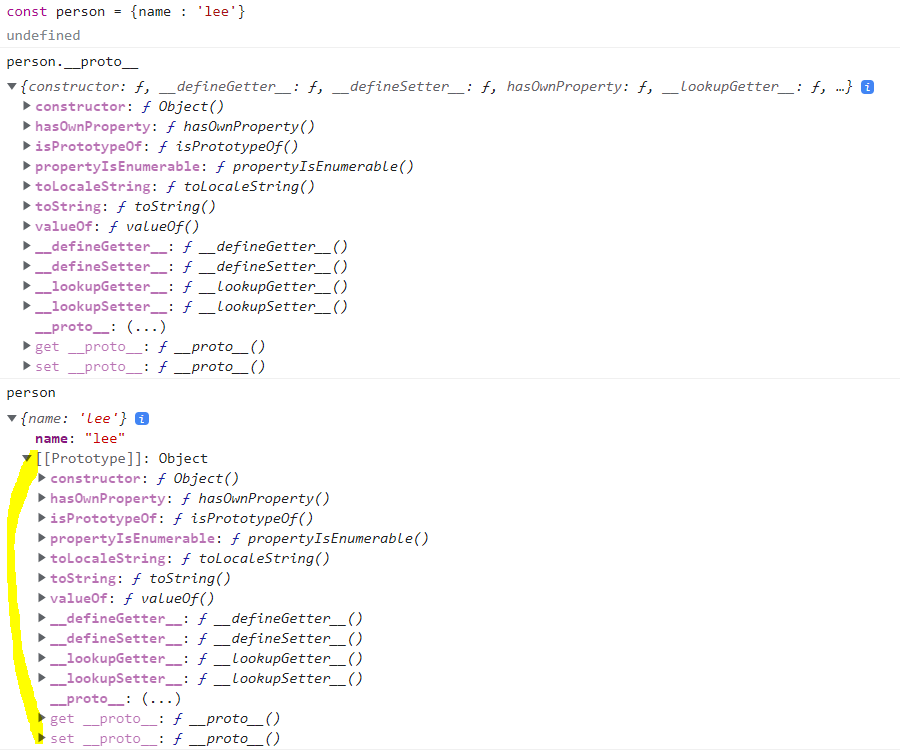 const person = {name : 'lee'}
undefined
person.__proto__
▼{constructor: ƒ, __defineGetter__: ƒ, __defineSetter__: ƒ, hasOwnProperty: ƒ, __lookupGetter__: ƒ, …} i
▶constructor: ƒ Object()
▶hasOwnProperty: ƒ hasOwnProperty()
▶isPrototypeOf: ƒ isPrototypeOf()
▶propertyIsEnumerable: ƒ propertyIsEnumerable()
▶toLocaleString: ƒ toLocaleString()
▶toString: ƒ toString()
▶valueOf: ƒ valueOf()
▶__defineGetter__: ƒ __defineGetter__()
▶__defineSetter__: ƒ __defineSetter__()
▶__lookupGetter__: ƒ __lookupGetter__()
▶__lookupSetter__: ƒ __lookupSetter__()
__proto__: (...)
▶get __proto__: ƒ __proto__()
▶set __proto__: ƒ __proto__()
person
▼{name: 'lee'} i
name: "lee"
▼[[Prototype]]: Object
▶constructor: ƒ Object()
▶hasOwnProperty: ƒ hasOwnProperty()
▶isPrototypeOf: ƒ isPrototypeOf()
▶propertyIsEnumerable: ƒ propertyIsEnumerable()
▶toLocaleString: ƒ toLocaleString()
▶toString: ƒ toString()
▶valueOf: ƒ valueOf()
▶__defineGetter__: ƒ __defineGetter__()
▶__defineSetter__: ƒ __defineSetter__()
▶__lookupGetter__: ƒ __lookupGetter__()
▶__lookupSetter__: ƒ __lookupSetter__()
__proto__: (...)
▶get __proto__: ƒ __proto__()
▶set __proto__: ƒ __proto__()